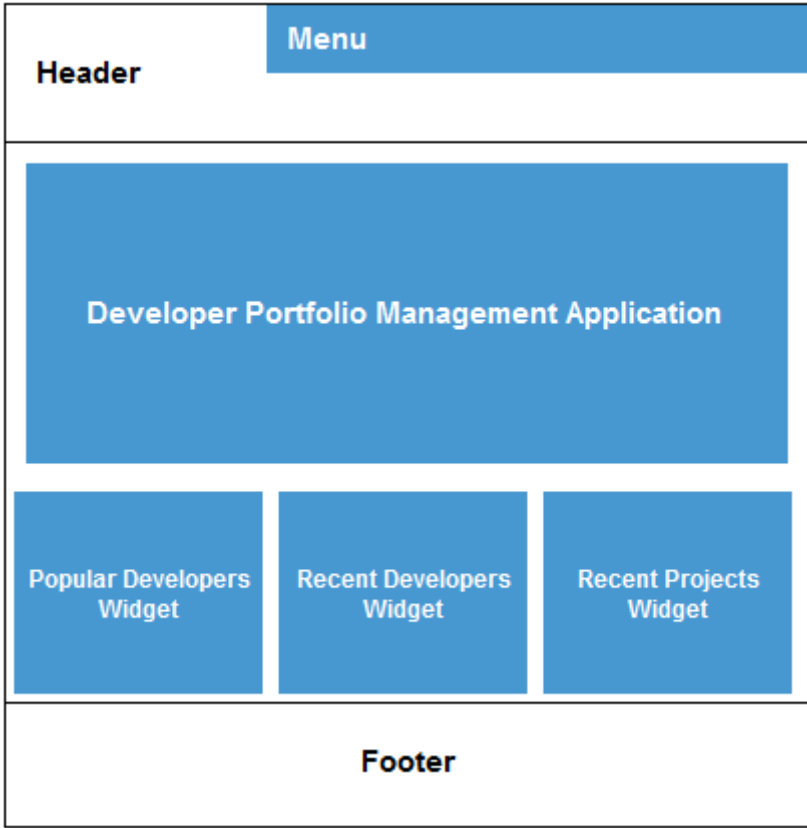 Menu
Header
Developer Portfolio Management Application
Popular Developers
Widget
Recent Developers
Widget
Recent Projects
Widget
Footer